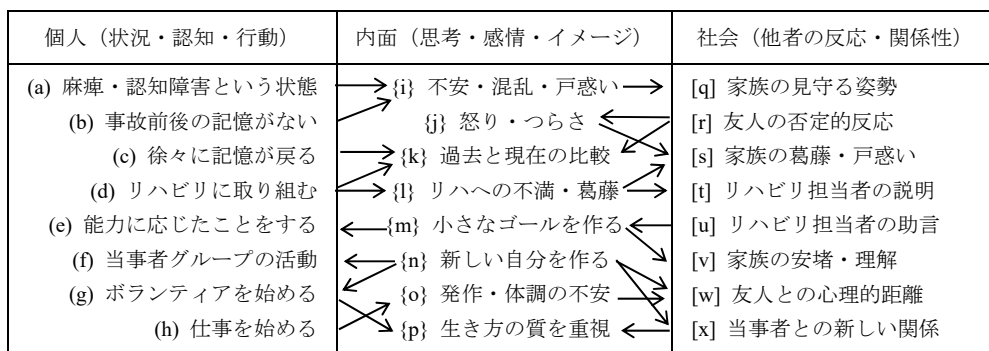 個人（状況・認知・行動） 内面（思考・感情・イメージ） 社会（他者の反応・関係性）
(a) 麻痺・認知障害という状態 {i} 不安・混乱・戸惑い [q] 家族の見守る姿勢
(b) 事故前後の記憶がない {j} 怒り・つらさ [r] 友人の否定的反応
(c) 徐々に記憶が戻る {k} 過去と現在の比較 [s] 家族の葛藤・戸惑い
(d) リハビリに取り組む {l} リハへの不満・葛藤 [t] リハビリ担当者の説明
(e) 能力に応じたことをする {m} 小さなゴールを作る [u] リハビリ担当者の助言
(f) 当事者グループの活動 {n} 新しい自分を作る [v] 家族の安堵・理解
(g) ボランティアを始める {o} 発作・体調の不安 [w] 友人との心理的距離
(h) 仕事を始める {p} 生き方の質を重視 [x] 当事者との新しい関係